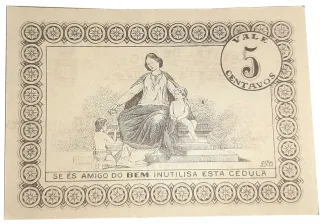 VALE
5
CENTAVOS
SE ÉS AMIGO DO BEM INUTILISA ESTA CÉDULA